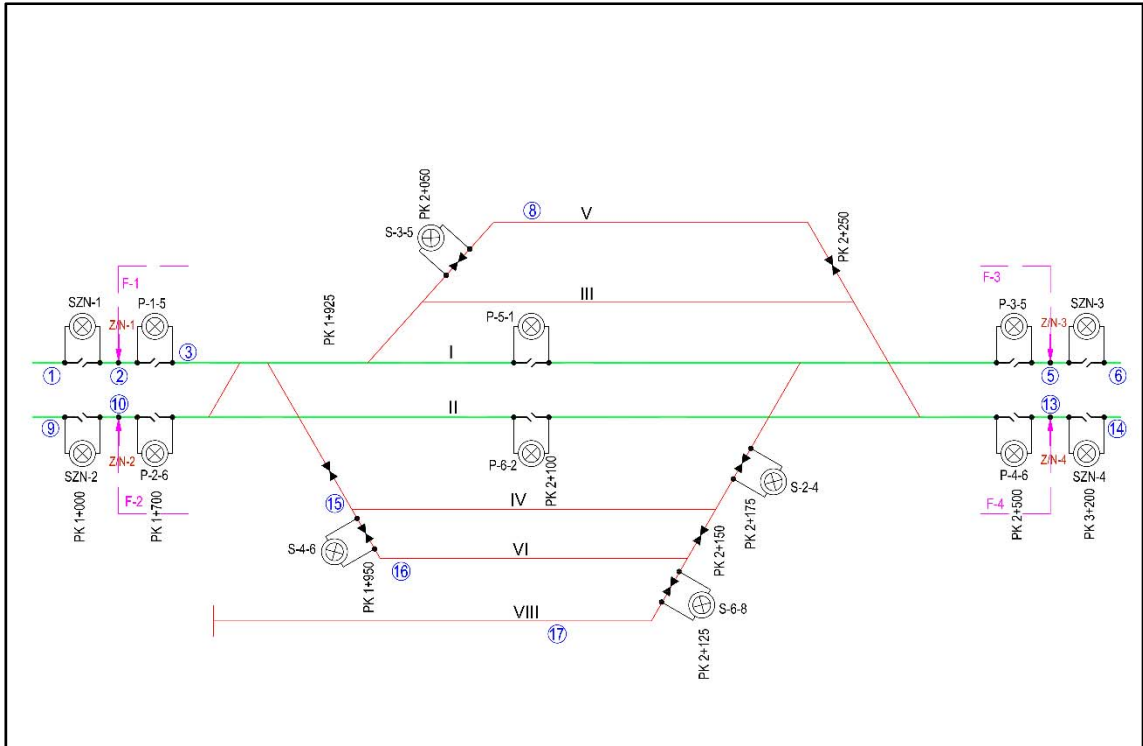 PK 2+050
S-3-5
8
V
PK 2+250
F-1
F-3
PK 1+925
III
SZN-1
P-1-5
P-5-1
P-3-5
SZN-3
Z/N-1
Z/N-3
3
I
1
2
5
6
10
II
13
9
14
SZN-2
Z/N-2
P-2-6
P-6-2
P-4-6
Z/N-4
SZN-4
PK 2+100
S-2-4
F-2
15
IV
F-4
PK 1+000
PK 1+700
PK 2+175
PK 2+500
PK 3+200
S-4-6
VI
PK 2+150
PK 1+950
16
VIII
S-6-8
17
PK 2+125